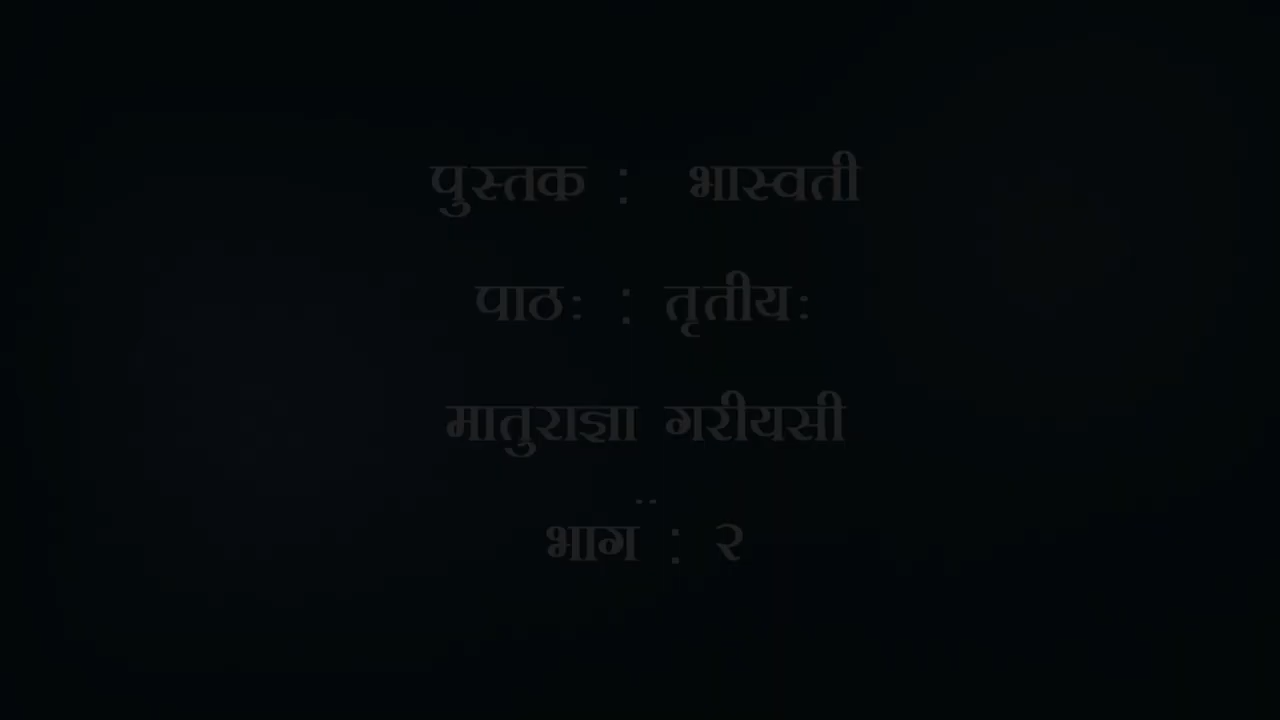 पुस्तक : भास्वती
पाठः : तृतीयः
मातुराज्ञा गरीयसी
भाग : २